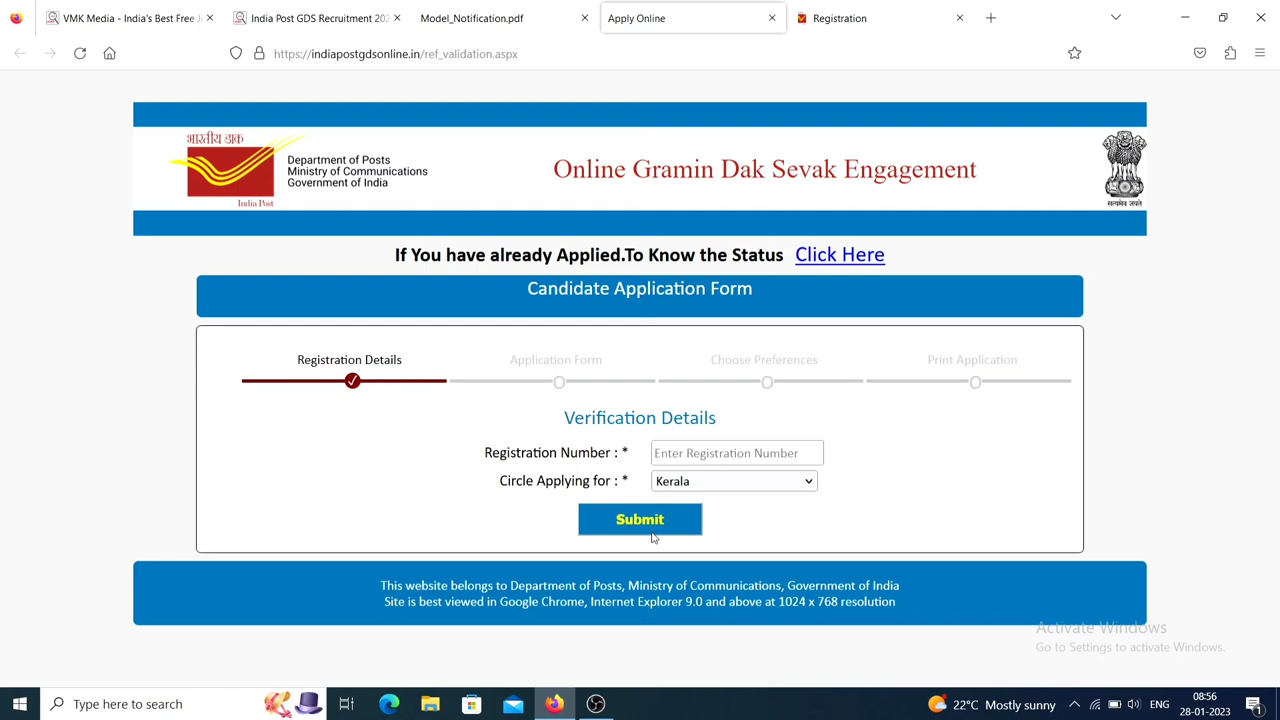 VMK Media - India's Best Free J
India Post GDS Recruitment 202
Model_Notification.pdf
Apply Online
Registration
https://indiapostgdsonline.in/ref_validation.aspx
भारतीय डाक
India Post
Department of Posts
Ministry of Communications
Government of India
Online Gramin Dak Sevak Engagement
सत्यमेव जयते
If You have already Applied.To Know the Status Click Here
Candidate Application Form
Registration Details
Application Form
Choose Preferences
Print Application
Verification Details
Registration Number : * Enter Registration Number
Circle Applying for : * Kerala
Submit
This website belongs to Department of Posts, Ministry of Communications, Government of India
Site is best viewed in Google Chrome, Internet Explorer 9.0 and above at 1024 x 768 resolution
Activate Windows
Go to Settings to activate Windows.
Type here to search
22°C Mostly sunny
ENG
08:56
28-01-2023
1